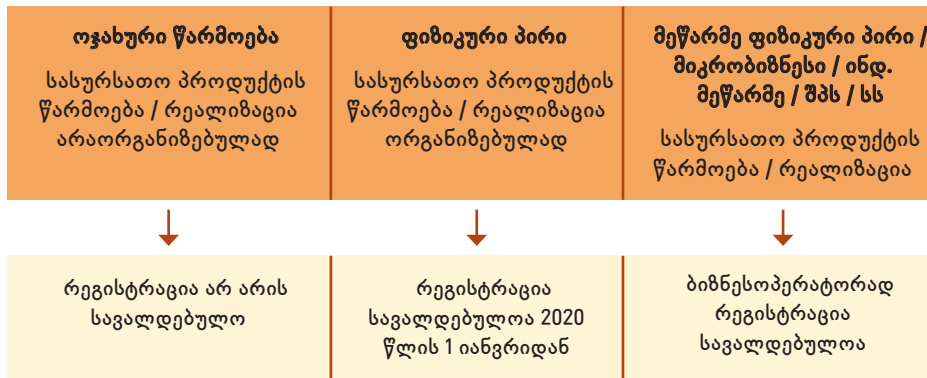 ოჯახური წარმოება
სასურსათო პროდუქტის
წარმოება / რეალიზაცია
არაორგანიზებულად
ფიზიკური პირი
სასურსათო პროდუქტის
წარმოება / რეალიზაცია
ორგანიზებულად
მეწარმე ფიზიკური პირი /
მიკრობიზნესი / ინდ.
მეწარმე / შპს / სს
სასურსათო პროდუქტის
წარმოება / რეალიზაცია
რეგისტრაცია არ არის
სავალდებულო
რეგისტრაცია
სავალდებულოა 2020
წლის 1 იანვრიდან
ბიზნესოპერატორად
რეგისტრაცია
სავალდებულოა